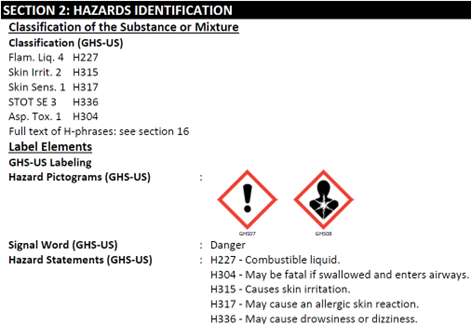 SECTION 2: HAZARDS IDENTIFICATION
Classification of the Substance or Mixture
Classification (GHS-US)
Flam. Liq. 4 H227
Skin Irrit. 2 H315
Skin Sens. 1 H317
STOT SE 3 H336
Asp. Tox. 1 H304
Full text of H-phrases: see section 16
Label Elements
GHS-US Labeling
Hazard Pictograms (GHS-US) :
GHS07 GHS08
Signal Word (GHS-US) : Danger
Hazard Statements (GHS-US) : H227 - Combustible liquid.
H304 - May be fatal if swallowed and enters airways.
H315 - Causes skin irritation.
H317 - May cause an allergic skin reaction.
H336 - May cause drowsiness or dizziness.